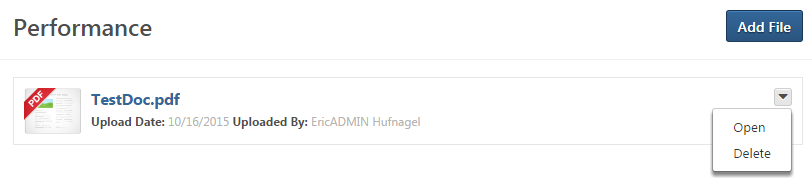 Performance
Add File
PDF
TestDoc.pdf
Upload Date: 10/16/2015 Uploaded By: EricADMIN Hufnagel
Open
Delete